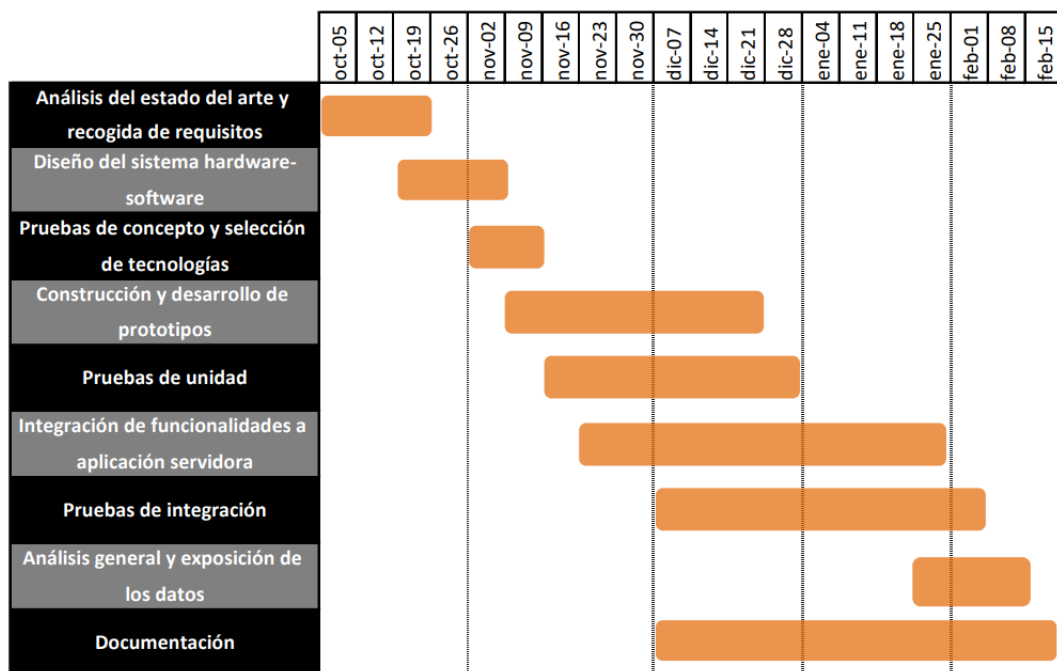 oct-05 oct-12 oct-19 oct-26 nov-02 nov-09 nov-16 nov-23 nov-30 dic-07 dic-14 dic-21 dic-28 ene-04 ene-11 ene-18 ene-25 feb-01 feb-08 feb-15
Análisis del estado del arte y
recogida de requisitos
Diseño del sistema hardware-
software
Pruebas de concepto y selección
de tecnologías
Construcción y desarrollo de
prototipos
Pruebas de unidad
Integración de funcionalidades a
aplicación servidora
Pruebas de integración
Análisis general y exposición de
los datos
Documentación